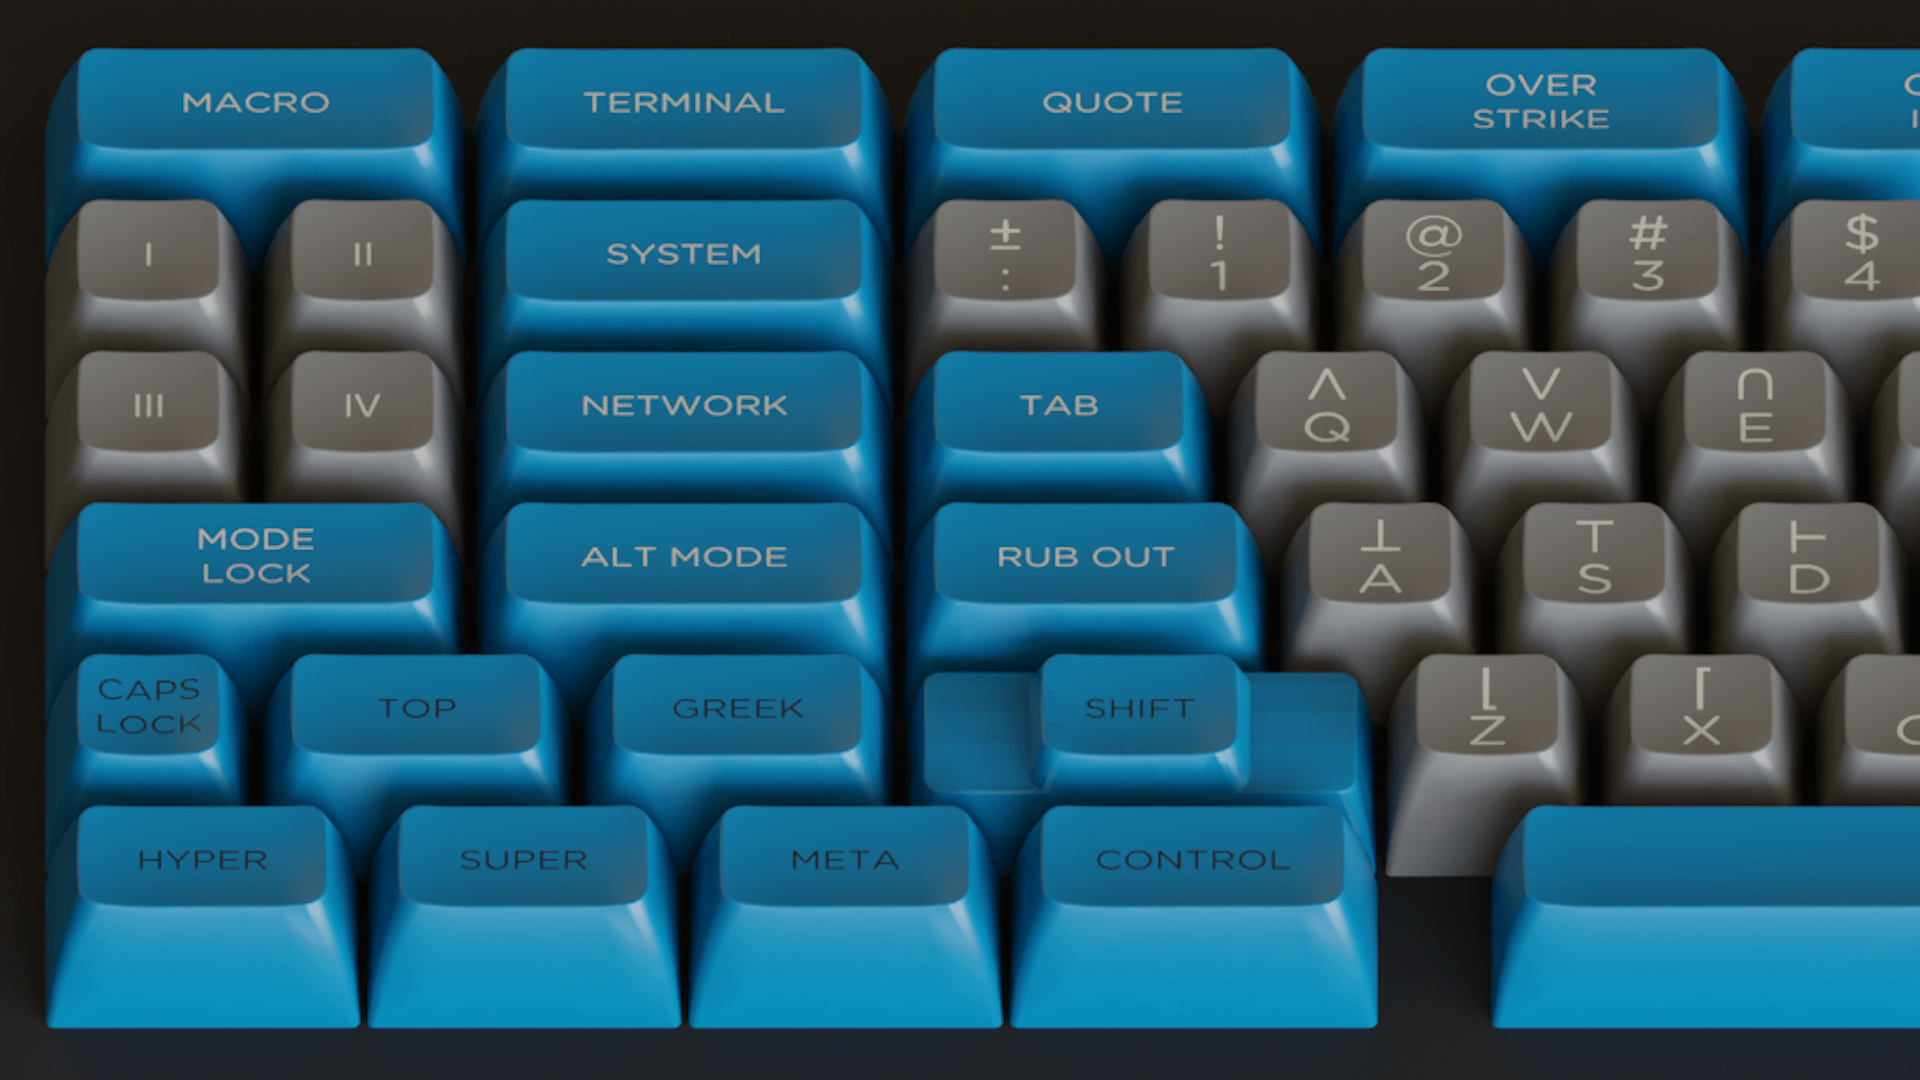 MACRO
TERMINAL
QUOTE
OVER
STRIKE
I
II
SYSTEM
±
:
!
1
@
2
#
3
$
4
III
IV
NETWORK
TAB
∧
Q
∨
W
∩
E
MODE
LOCK
ALT MODE
RUB OUT
⊥
A
⊤
S
⊢
D
CAPS
LOCK
TOP
GREEK
SHIFT
⌊
Z
⌈
X
HYPER
SUPER
META
CONTROL